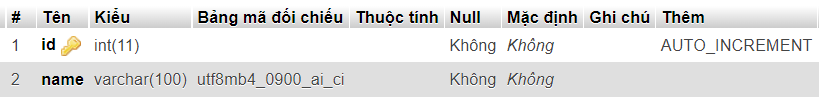 # Tên Kiểu Bảng mã đối chiếu Thuộc tính Null Mặc định Ghi chú Thêm
1 id int(11) Không Không AUTO_INCREMENT
2 name varchar(100) utf8mb4_0900_ai_ci Không Không